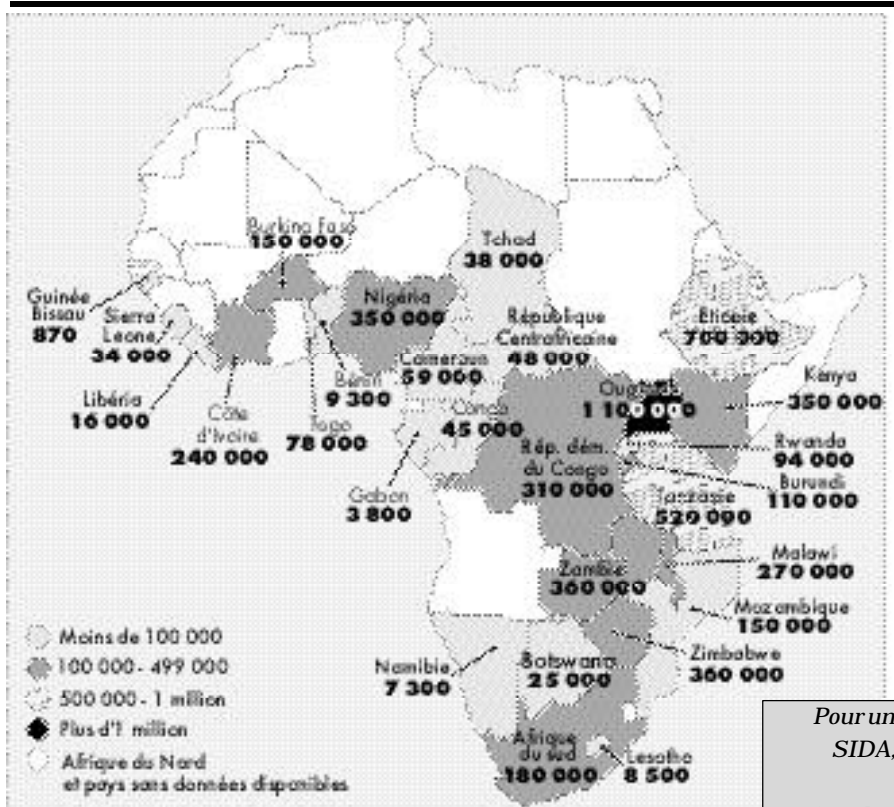 Burkina Faso
150 000
Tchad
38 000
Guinée
Bissau
870
Sierra
Leone
34 000
Nigéria
350 000
République
Centrafricaine
48 000
700 000
Cameroun
59 000
Bénin
9 300
Libéria
16 000
Côte
d'Ivoire
240 000
Togo
78 000
Congo
45 000
1 100 000
Kenya
350 000
Rwanda
94 000
Rép. dém.
du Congo
310 000
Burundi
110 000
Gabon
3 800
Tanzanie
520 000
Malawi
270 000
Zambie
360 000
Mozambique
150 000
Moins de 100 000
100 000 - 499 000
500 000 - 1 million
Plus d'1 million
Afrique du Nord
et pays sans données disponibles
Namibie
7 300
Botswana
25 000
Zimbabwe
360 000
Afrique
du sud
180 000
Lesotho
8 500
Pour un
SIDA,